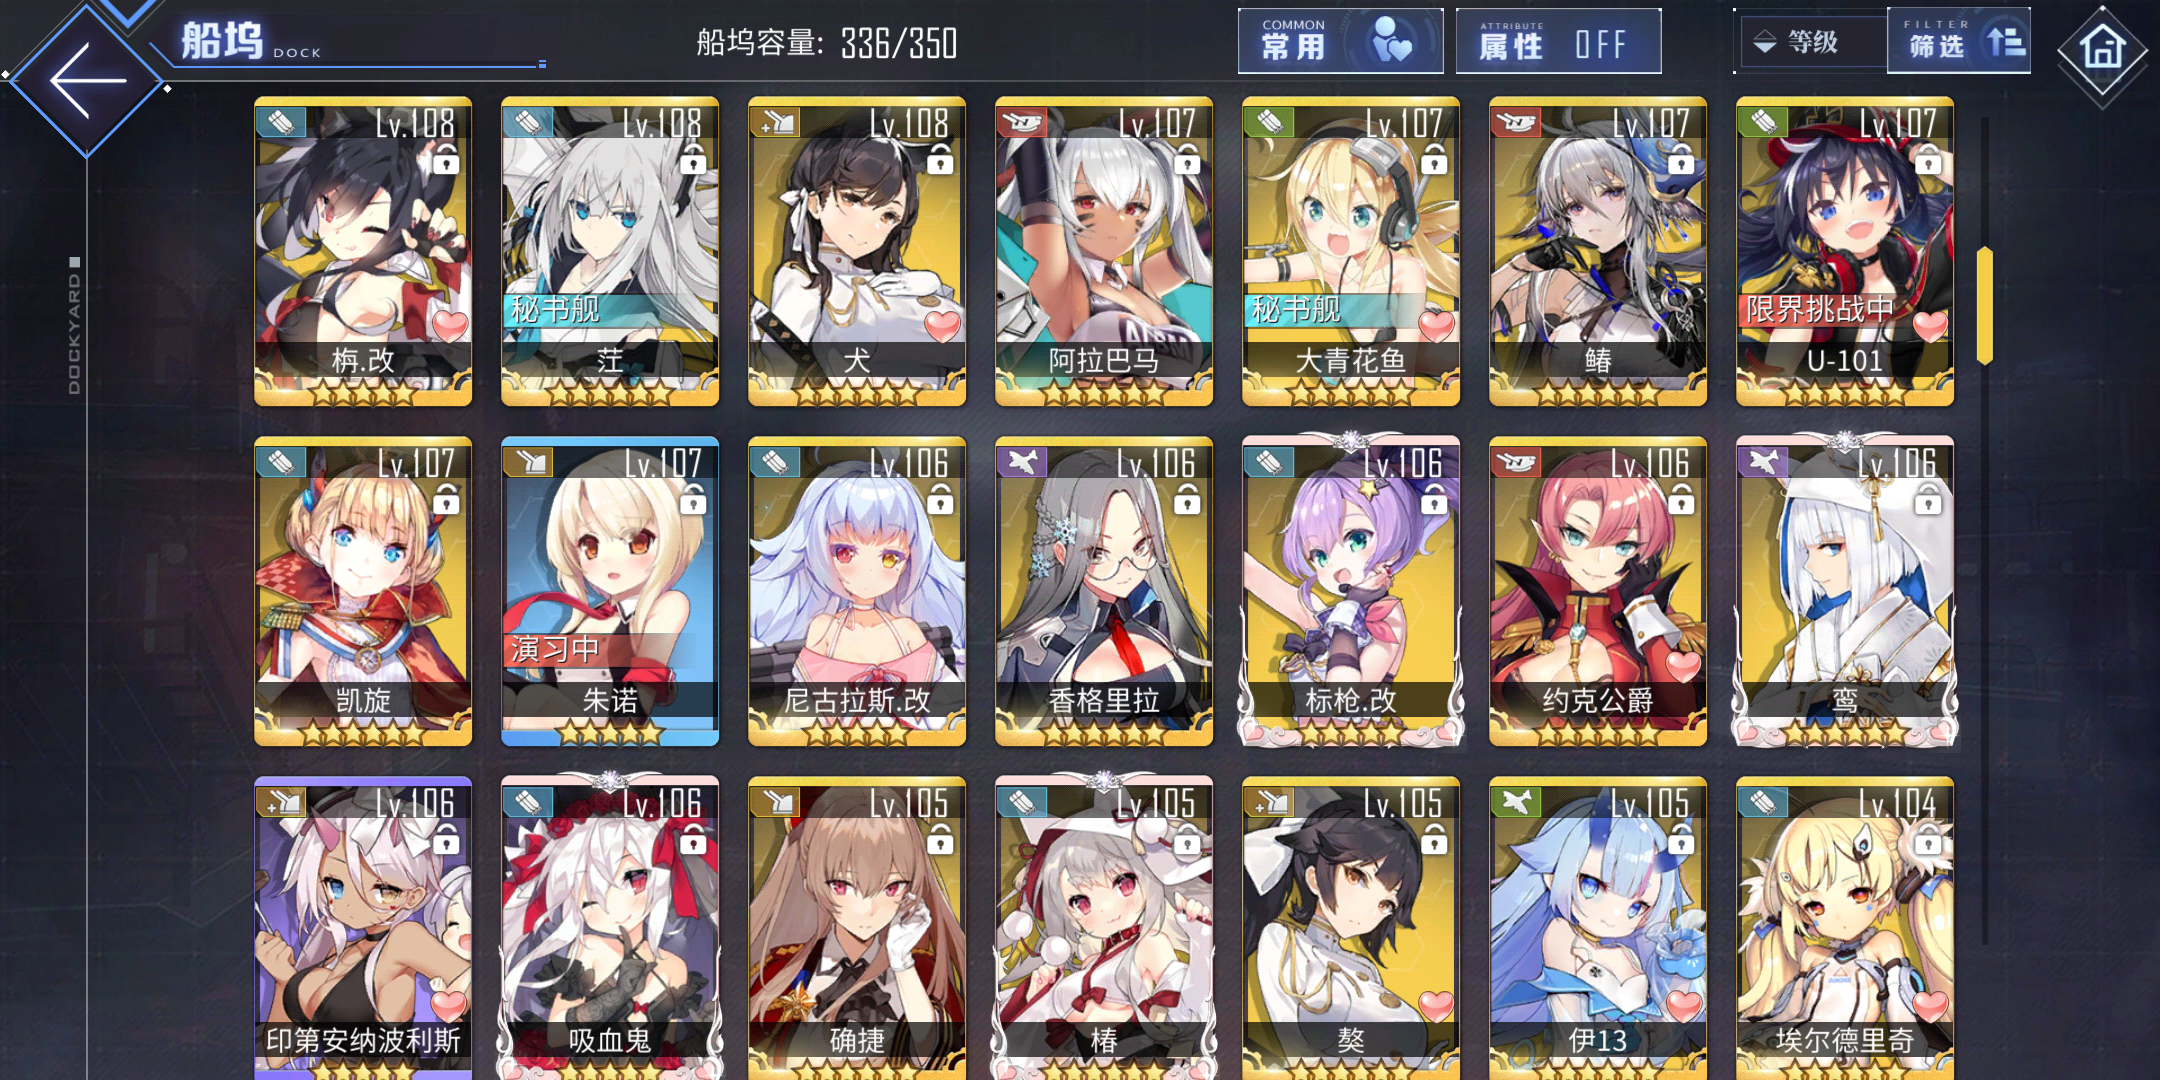 船坞 DOCK
船坞容量: 336/350
COMMON
常用
ATTRIBUTE
属性 OFF
等级
FILTER
筛选
DOCKYARD
Lv.108
梅.改
Lv.108
秘书舰
茳
Lv.108
犬
Lv.107
阿拉巴马
Lv.107
秘书舰
大青花鱼
Lv.107
鳍
Lv.107
限界挑战中
U-101
Lv.107
凯旋
Lv.107
演习中
朱诺
Lv.106
尼古拉斯.改
Lv.106
香格里拉
Lv.106
标枪.改
Lv.106
约克公爵
Lv.106
鸾
Lv.106
印第安纳波利斯
Lv.106
吸血鬼
Lv.105
确捷
Lv.105
椿
Lv.105
獒
Lv.105
伊13
Lv.104
埃尔德里奇